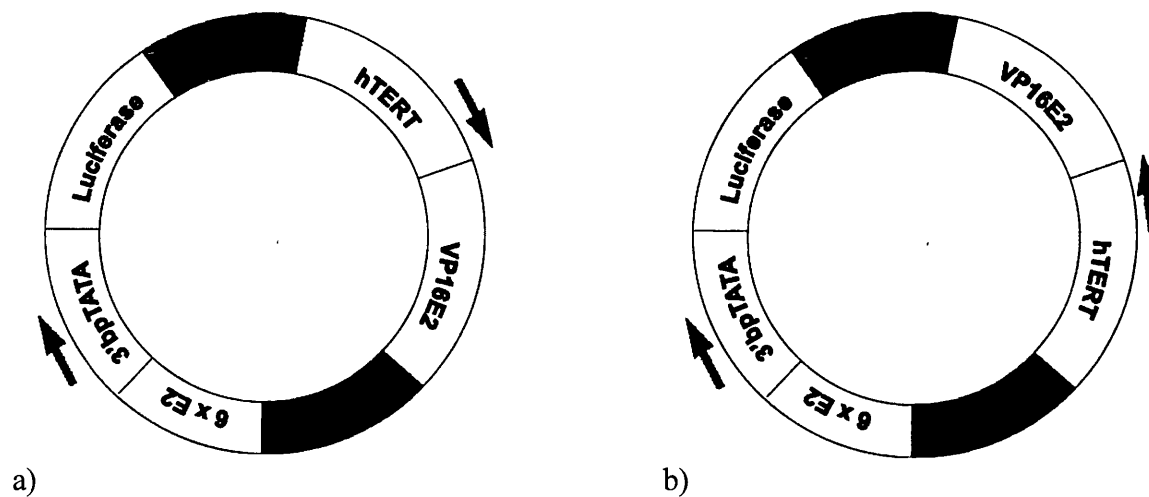 hTERT
VP16E2
6 x E2
3'bpTATA
Luciferase
a)
VP16E2
hTERT
6 x E2
3'bpTATA
Luciferase
b)